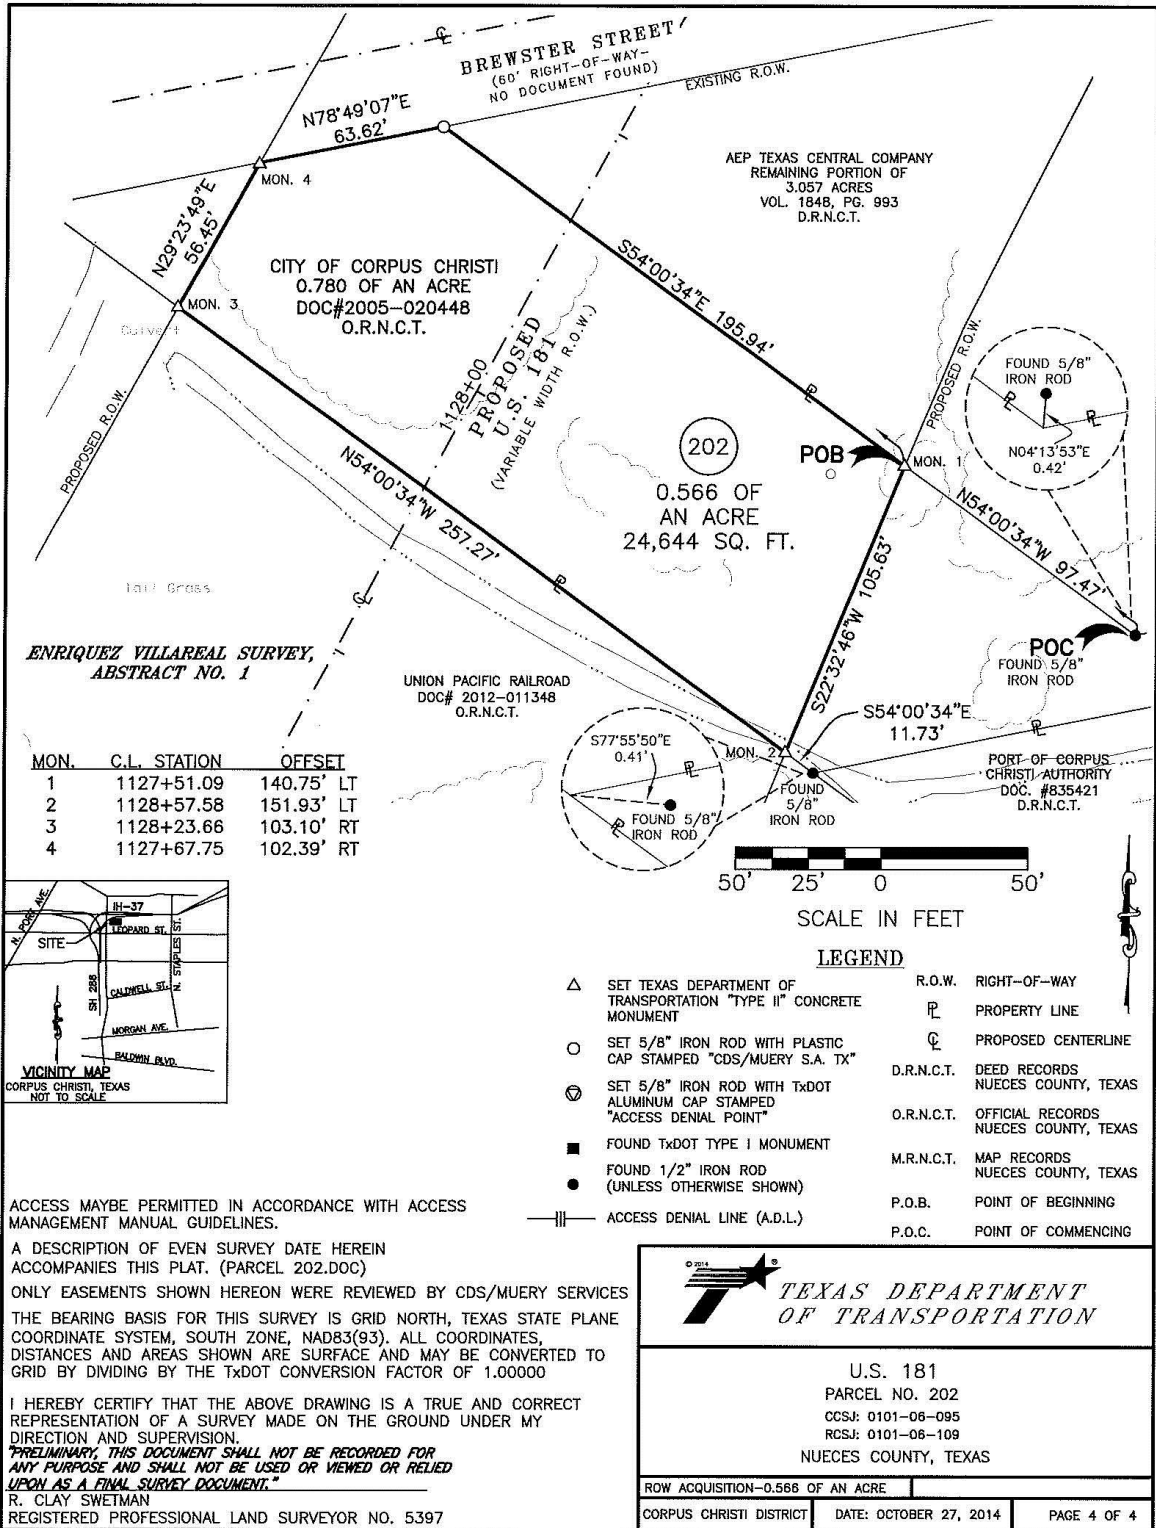 BREWSTER STREET
(60' RIGHT-OF-WAY-
NO DOCUMENT FOUND)
EXISTING R.O.W.
N78°49'07"E
63.62'
MON. 4
N29°23'49"E
56.45'
MON. 3
Culvert
PROPOSED R.O.W.
CITY OF CORPUS CHRISTI
0.780 OF AN ACRE
DOC#2005-020448
O.R.N.C.T.
AEP TEXAS CENTRAL COMPANY
REMAINING PORTION OF
3.057 ACRES
VOL. 1848, PG. 993
D.R.N.C.T.
S54°00'34"E 195.94'
1128+00
PROPOSED
U.S. 181
(VARIABLE WIDTH R.O.W.)
PROPOSED R.O.W.
FOUND 5/8"
IRON ROD
N04°13'53"E
0.42'
202
0.566 OF
AN ACRE
24,644 SQ. FT.
POB
MON. 1
N54°00'34"W 97.47'
N54°00'34"W 257.27'
S22°32'46"W 105.63'
POC
FOUND 5/8"
IRON ROD
Tall Grass
ENRIQUEZ VILLAREAL SURVEY,
ABSTRACT NO. 1
UNION PACIFIC RAILROAD
DOC# 2012-011348
O.R.N.C.T.
S54°00'34"E
11.73'
MON. 2
S77°55'50"E
0.41'
FOUND 5/8"
IRON ROD
FOUND
5/8"
IRON ROD
PORT OF CORPUS
CHRISTI AUTHORITY
DOC. #835421
D.R.N.C.T.
MON. C.L. STATION OFFSET
1 1127+51.09 140.75' LT
2 1128+57.58 151.93' LT
3 1128+23.66 103.10' RT
4 1127+67.75 102.39' RT
50' 25' 0 50'
SCALE IN FEET
N. PORT AVE.
IH-37
LEOPARD ST.
SITE
N. STAPLES ST.
SH 286
CALDWELL ST.
MORGAN AVE.
BALDWIN BLVD.
VICINITY MAP
CORPUS CHRISTI, TEXAS
NOT TO SCALE
LEGEND
SET TEXAS DEPARTMENT OF
TRANSPORTATION "TYPE II" CONCRETE
MONUMENT
SET 5/8" IRON ROD WITH PLASTIC
CAP STAMPED "CDS/MUERY S.A. TX"
SET 5/8" IRON ROD WITH TxDOT
ALUMINUM CAP STAMPED
"ACCESS DENIAL POINT"
FOUND TxDOT TYPE I MONUMENT
FOUND 1/2" IRON ROD
(UNLESS OTHERWISE SHOWN)
ACCESS DENIAL LINE (A.D.L.)
R.O.W. RIGHT-OF-WAY
PROPERTY LINE
PROPOSED CENTERLINE
D.R.N.C.T. DEED RECORDS
NUECES COUNTY, TEXAS
O.R.N.C.T. OFFICIAL RECORDS
NUECES COUNTY, TEXAS
M.R.N.C.T. MAP RECORDS
NUECES COUNTY, TEXAS
P.O.B. POINT OF BEGINNING
P.O.C. POINT OF COMMENCING
ACCESS MAYBE PERMITTED IN ACCORDANCE WITH ACCESS
MANAGEMENT MANUAL GUIDELINES.
A DESCRIPTION OF EVEN SURVEY DATE HEREIN
ACCOMPANIES THIS PLAT. (PARCEL 202.DOC)
ONLY EASEMENTS SHOWN HEREON WERE REVIEWED BY CDS/MUERY SERVICES
THE BEARING BASIS FOR THIS SURVEY IS GRID NORTH, TEXAS STATE PLANE
COORDINATE SYSTEM, SOUTH ZONE, NAD83(93). ALL COORDINATES,
DISTANCES AND AREAS SHOWN ARE SURFACE AND MAY BE CONVERTED TO
GRID BY DIVIDING BY THE TxDOT CONVERSION FACTOR OF 1.00000
I HEREBY CERTIFY THAT THE ABOVE DRAWING IS A TRUE AND CORRECT
REPRESENTATION OF A SURVEY MADE ON THE GROUND UNDER MY
DIRECTION AND SUPERVISION.
"PRELIMINARY, THIS DOCUMENT SHALL NOT BE RECORDED FOR
ANY PURPOSE AND SHALL NOT BE USED OR VIEWED OR RELIED
UPON AS A FINAL SURVEY DOCUMENT."
R. CLAY SWETMAN
REGISTERED PROFESSIONAL LAND SURVEYOR NO. 5397
© 2014 ®
TEXAS DEPARTMENT
OF TRANSPORTATION
U.S. 181
PARCEL NO. 202
CCSJ: 0101-06-095
RCSJ: 0101-06-109
NUECES COUNTY, TEXAS
ROW ACQUISITION-0.566 OF AN ACRE
CORPUS CHRISTI DISTRICT DATE: OCTOBER 27, 2014 PAGE 4 OF 4